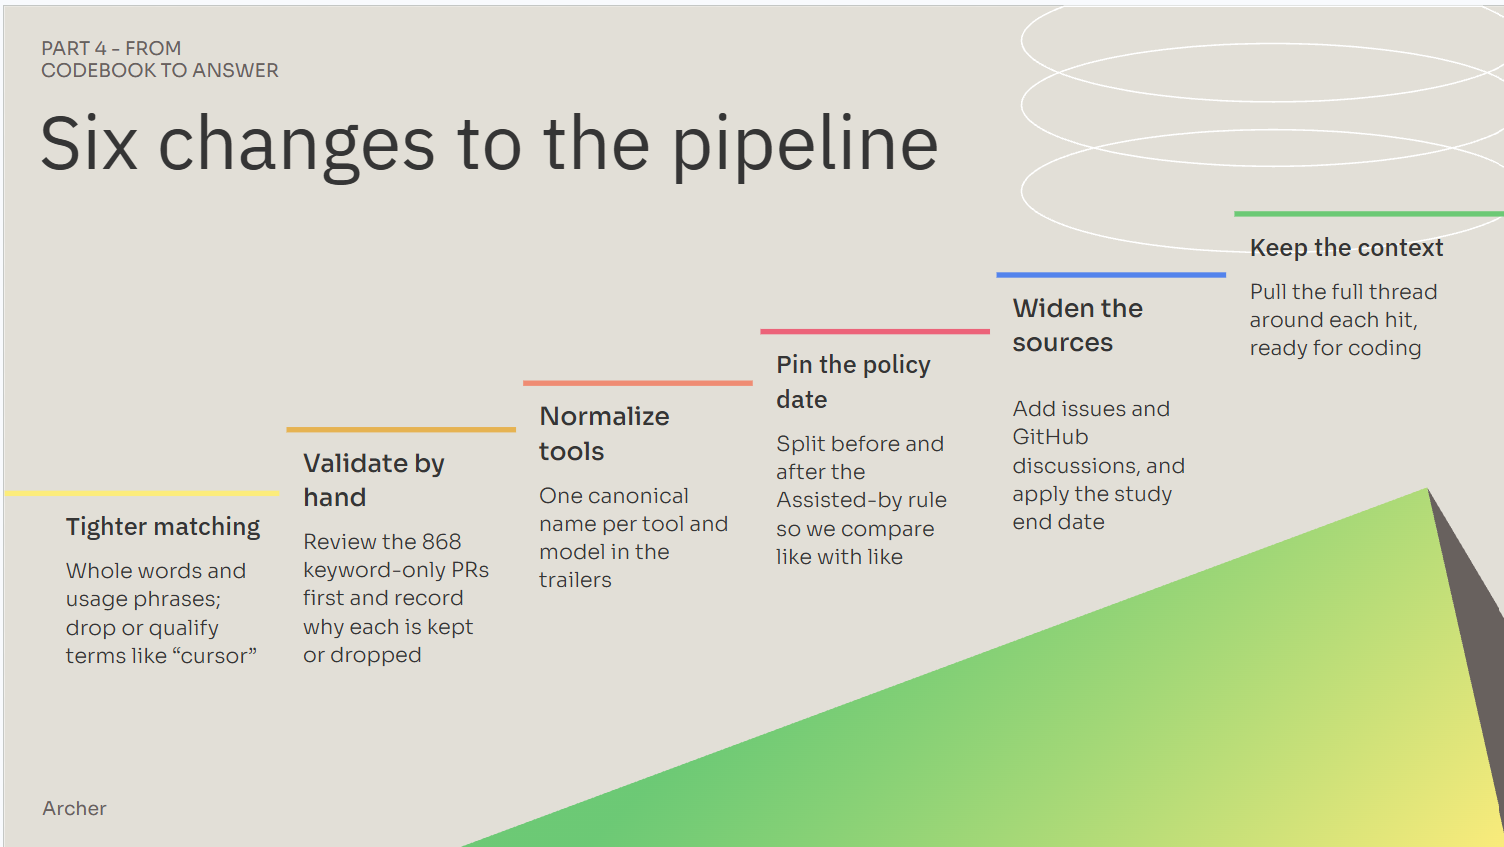 PART 4 - FROM
CODEBOOK TO ANSWER
Six changes to the pipeline
Tighter matching
Whole words and
usage phrases;
drop or qualify
terms like “cursor”
Validate by
hand
Review the 868
keyword-only PRs
first and record
why each is kept
or dropped
Normalize
tools
One canonical
name per tool and
model in the
trailers
Pin the policy
date
Split before and
after the
Assisted-by rule
so we compare
like with like
Widen the
sources
Add issues and
GitHub
discussions, and
apply the study
end date
Keep the context
Pull the full thread
around each hit,
ready for coding
Archer